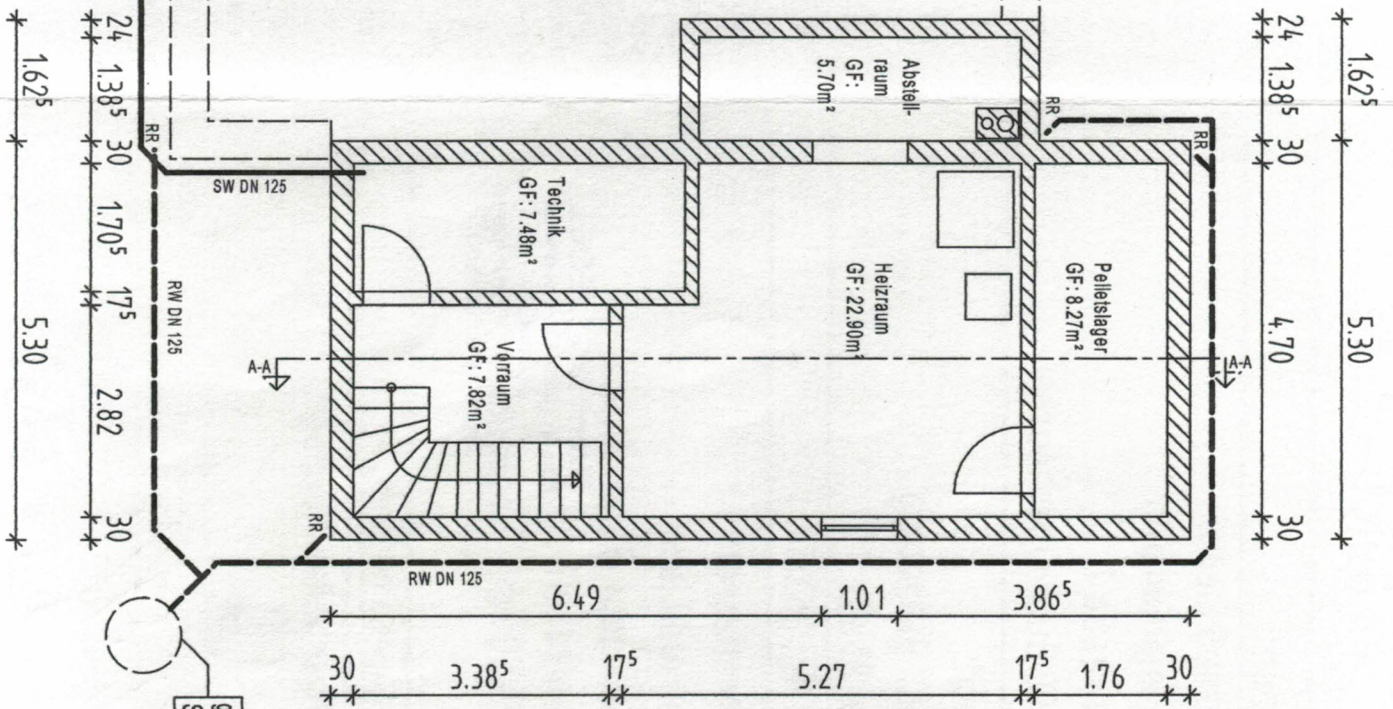 24
1.38⁵
30
1.70⁵
17⁵
2.82
30
1.62⁵
5.30
RR
SW DN 125
RW DN 125
A-A
RR
RW DN 125
Abstell-
raum
GF:
5.70m²
Technik
GF: 7.48m²
Heizraum
GF: 22.90m²
Pelletslager
GF: 8.27m²
Vorraum
GF: 7.82m²
RR
RR
A-A
24
1.38⁵
30
4.70
30
1.62⁵
5.30
6.49
1.01
3.86⁵
30
3.38⁵
17⁵
5.27
17⁵
1.76
30